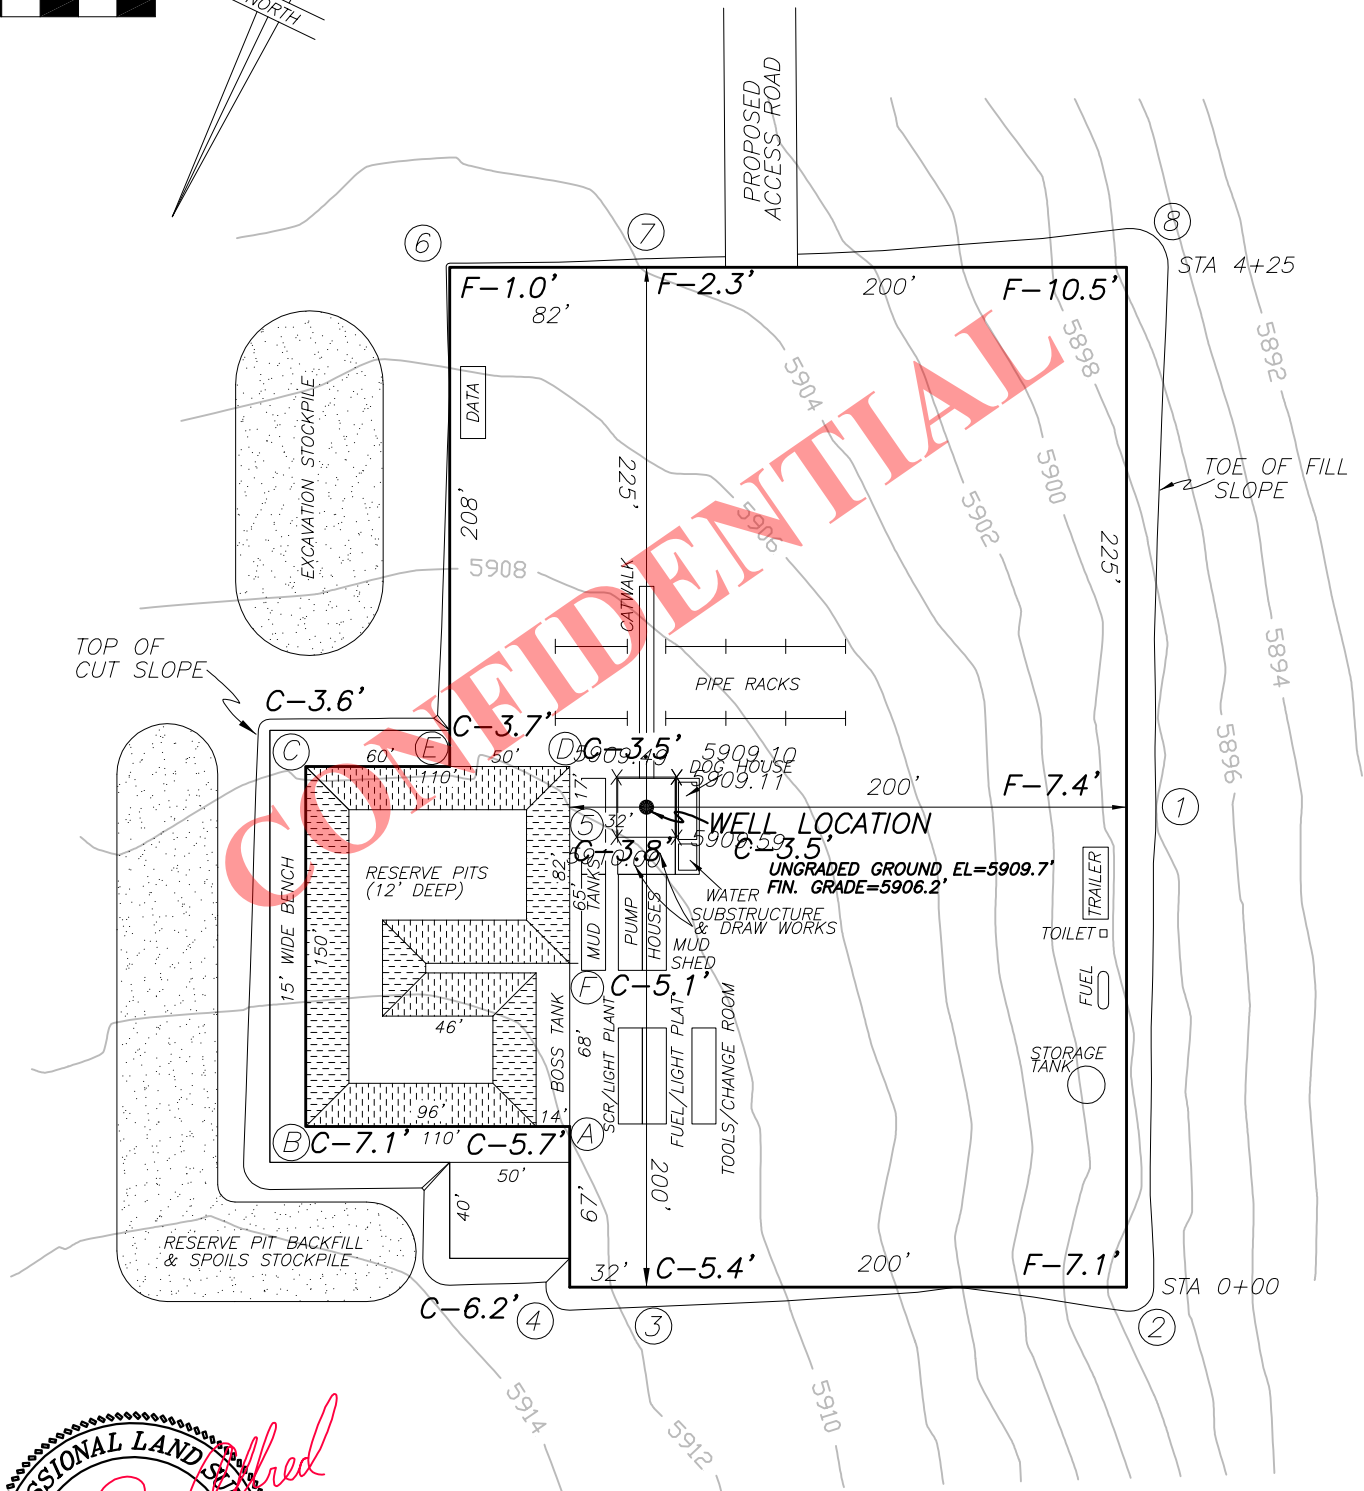 NORTH
PROPOSED
ACCESS ROAD
6
7
8
STA 4+25
F-1.0'
F-2.3'
200'
F-10.5'
82'
5892
5898
5904
DATA
EXCAVATION STOCKPILE
208'
225'
5906
5902
5900
TOE OF FILL
SLOPE
225'
5908
CATWALK
CONFIDENTIAL
TOP OF
CUT SLOPE
5894
PIPE RACKS
C-3.6'
C-3.7'
C
E
D
C-3.5'
60'
50'
110'
5909.49
5909.10
DOG HOUSE
5909.11
17'
200'
F-7.4'
5896
1
5
32'
WELL LOCATION
C-3.8'
5909.59
C-3.5'
UNGRADED GROUND EL=5909.7'
FIN. GRADE=5906.2'
RESERVE PITS
(12' DEEP)
82'
65'
15' WIDE BENCH
150'
MUD TANKS
PUMP
HOUSES
WATER
SUBSTRUCTURE
& DRAW WORKS
MUD
SHED
TRAILER
TOILET
FUEL
F
C-5.1'
46'
BOSS TANK
68'
SCR/LIGHT PLANT
FUEL/LIGHT PLAT
TOOLS/CHANGE ROOM
STORAGE
TANK
96'
14'
B
C-7.1'
110'
C-5.7'
A
50'
40'
67'
200'
RESERVE PIT BACKFILL
& SPOILS STOCKPILE
32'
C-5.4'
200'
F-7.1'
STA 0+00
C-6.2'
4
3
2
5914
5912
5910